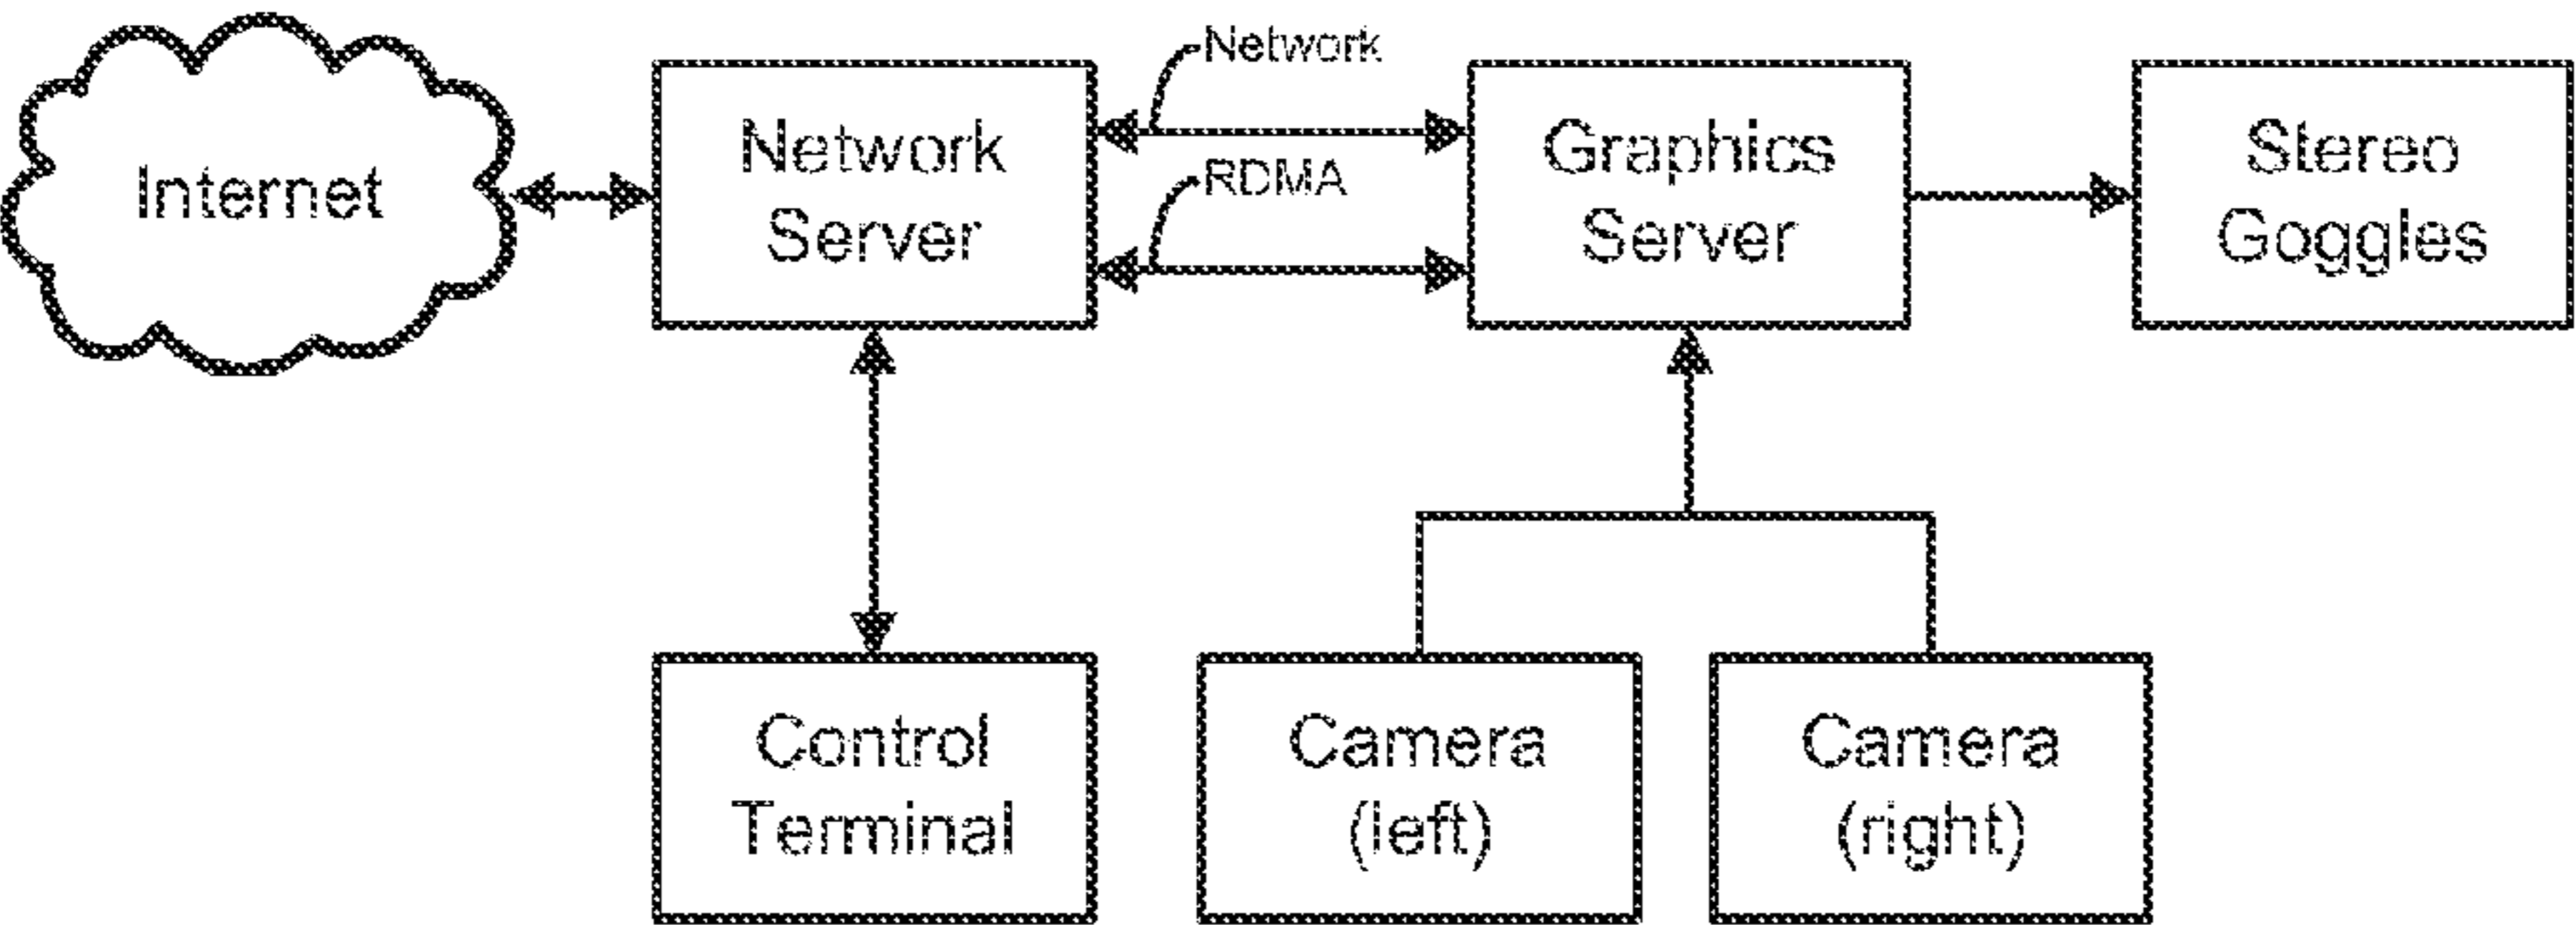 Network
Internet
Network
Server
RDMA
Graphics
Server
Stereo
Goggles
Control
Terminal
Camera
(left)
Camera
(right)